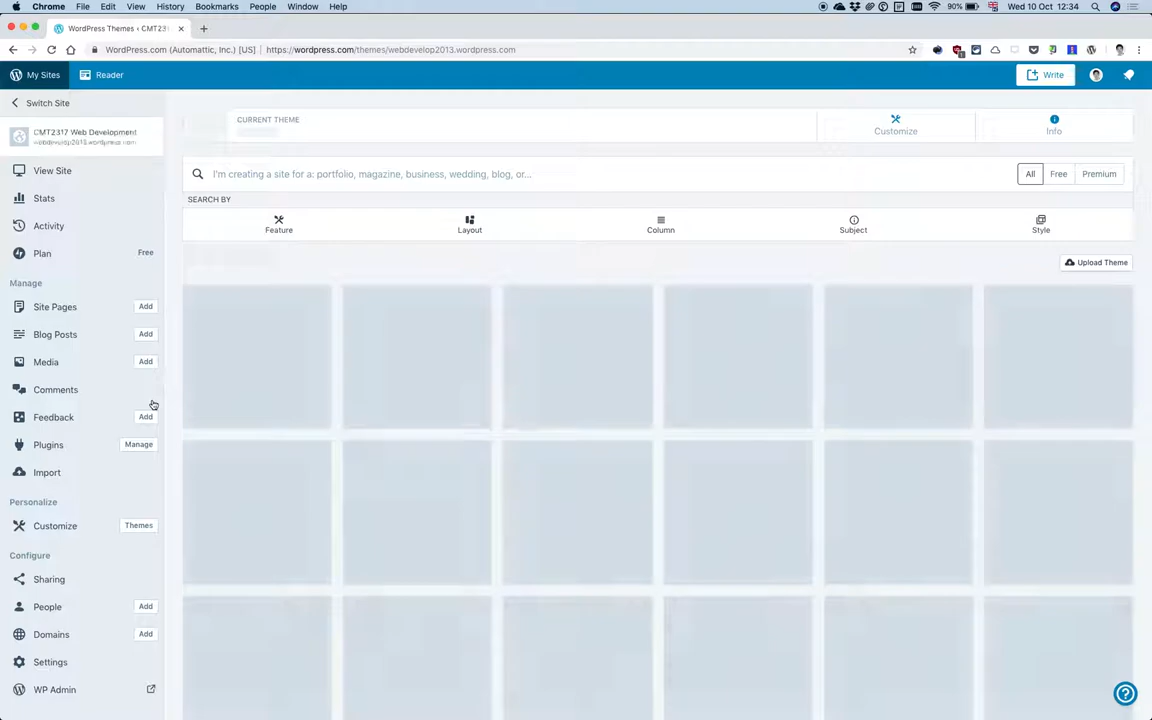 Chrome File Edit View History Bookmarks People Window Help 90% Wed 10 Oct 12:34
WordPress Themes ‹ CMT231
WordPress.com (Automattic, Inc.) [US] https://wordpress.com/themes/webdevelop2013.wordpress.com
My Sites Reader Write
Switch Site
CMT2317 Web Development
webdevelop2013.wordpress.com
CURRENT THEME
Customize
Info
View Site
Stats
Activity
Plan Free
Manage
Site Pages Add
Blog Posts Add
Media Add
Comments
Feedback Add
Plugins Manage
Import
Personalize
Customize Themes
Configure
Sharing
People Add
Domains Add
Settings
WP Admin
I'm creating a site for a: portfolio, magazine, business, wedding, blog, or...
All Free Premium
SEARCH BY
Feature Layout Column Subject Style
Upload Theme